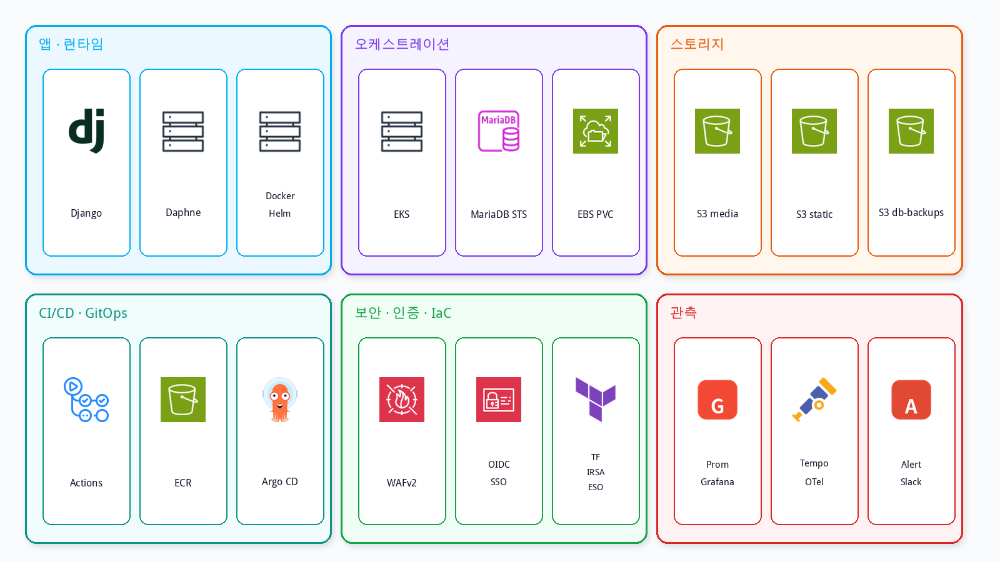 앱 · 런타임
dj
Django
Daphne
Docker
Helm
오케스트레이션
EKS
MariaDB
MariaDB STS
EBS PVC
스토리지
S3 media
S3 static
S3 db-backups
CI/CD · GitOps
Actions
ECR
Argo CD
보안 · 인증 · IaC
WAFv2
OIDC
SSO
TF
IRSA
ESO
관측
G
Prom
Grafana
Tempo
OTel
A
Alert
Slack